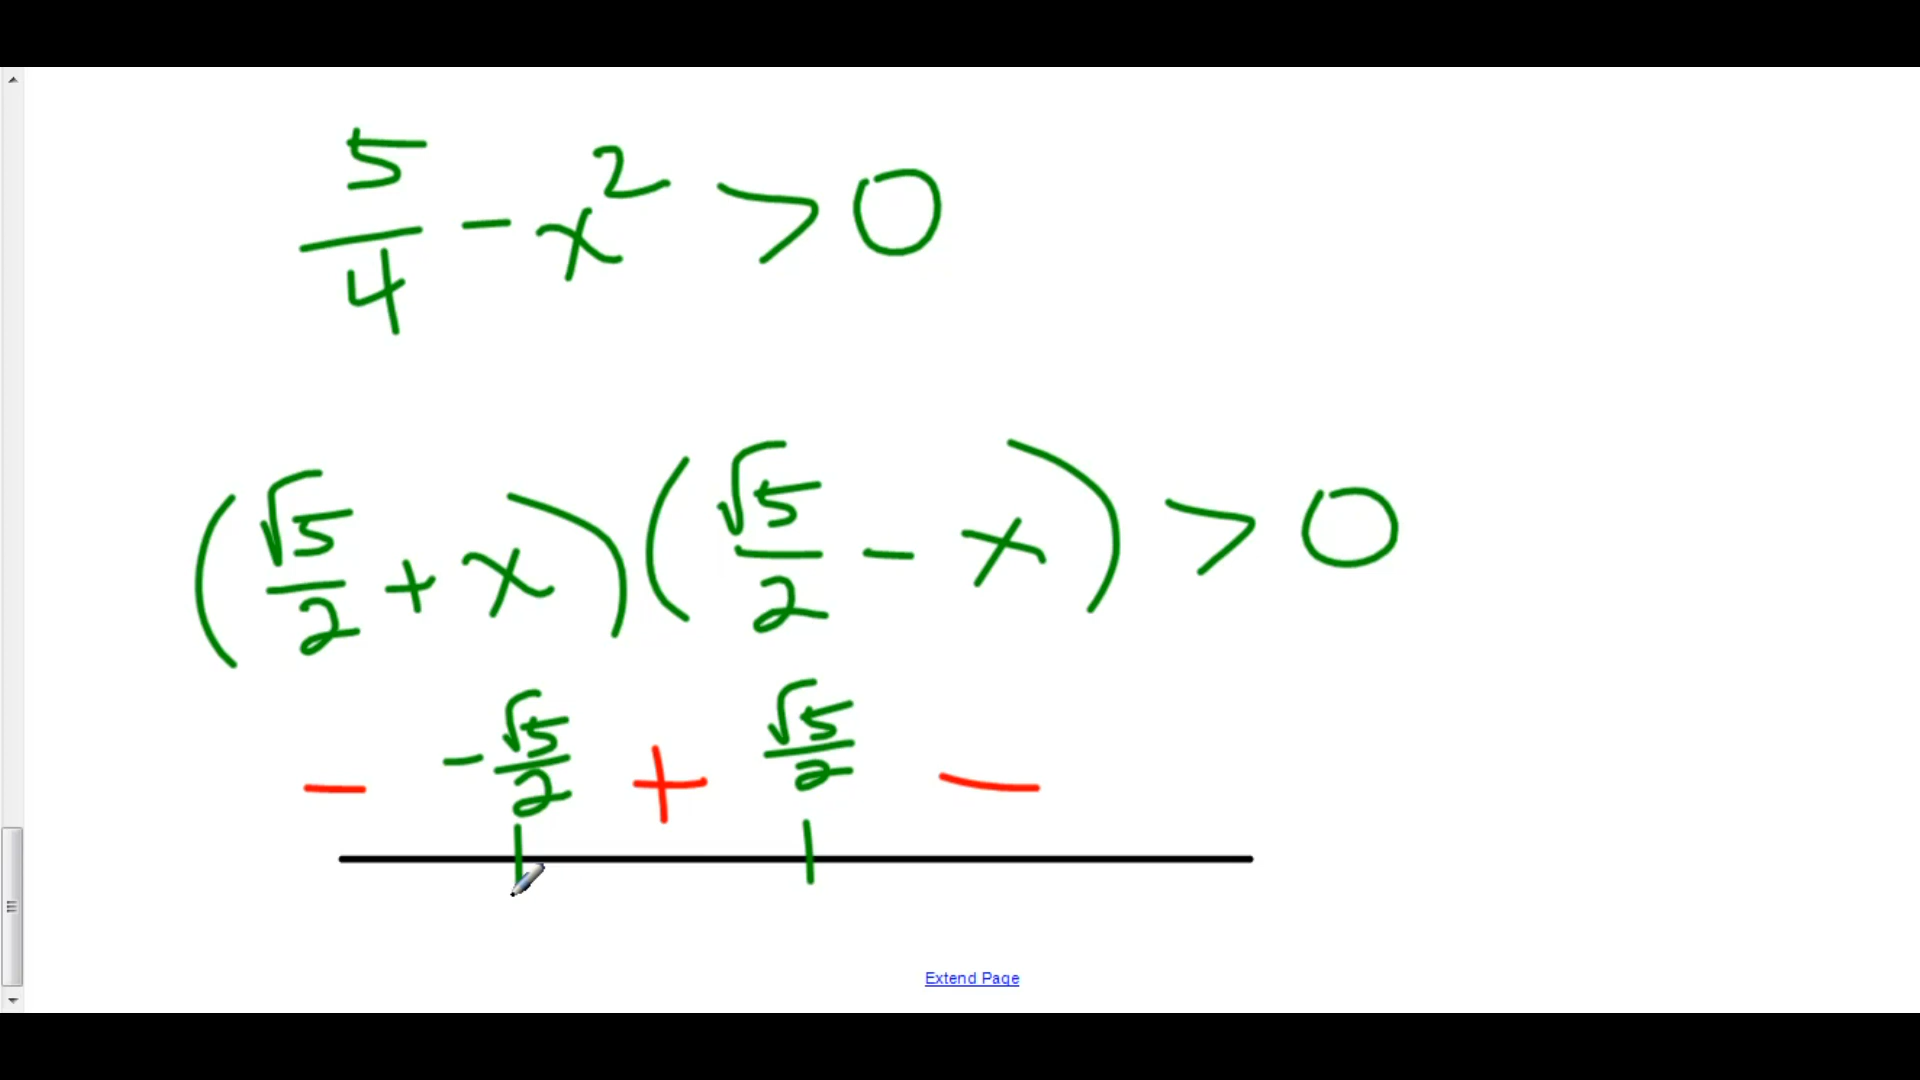 5/4 - x² > 0
(√5/2 + x)(√5/2 - x) > 0
- -√5/2 + √5/2 -
Extend Page